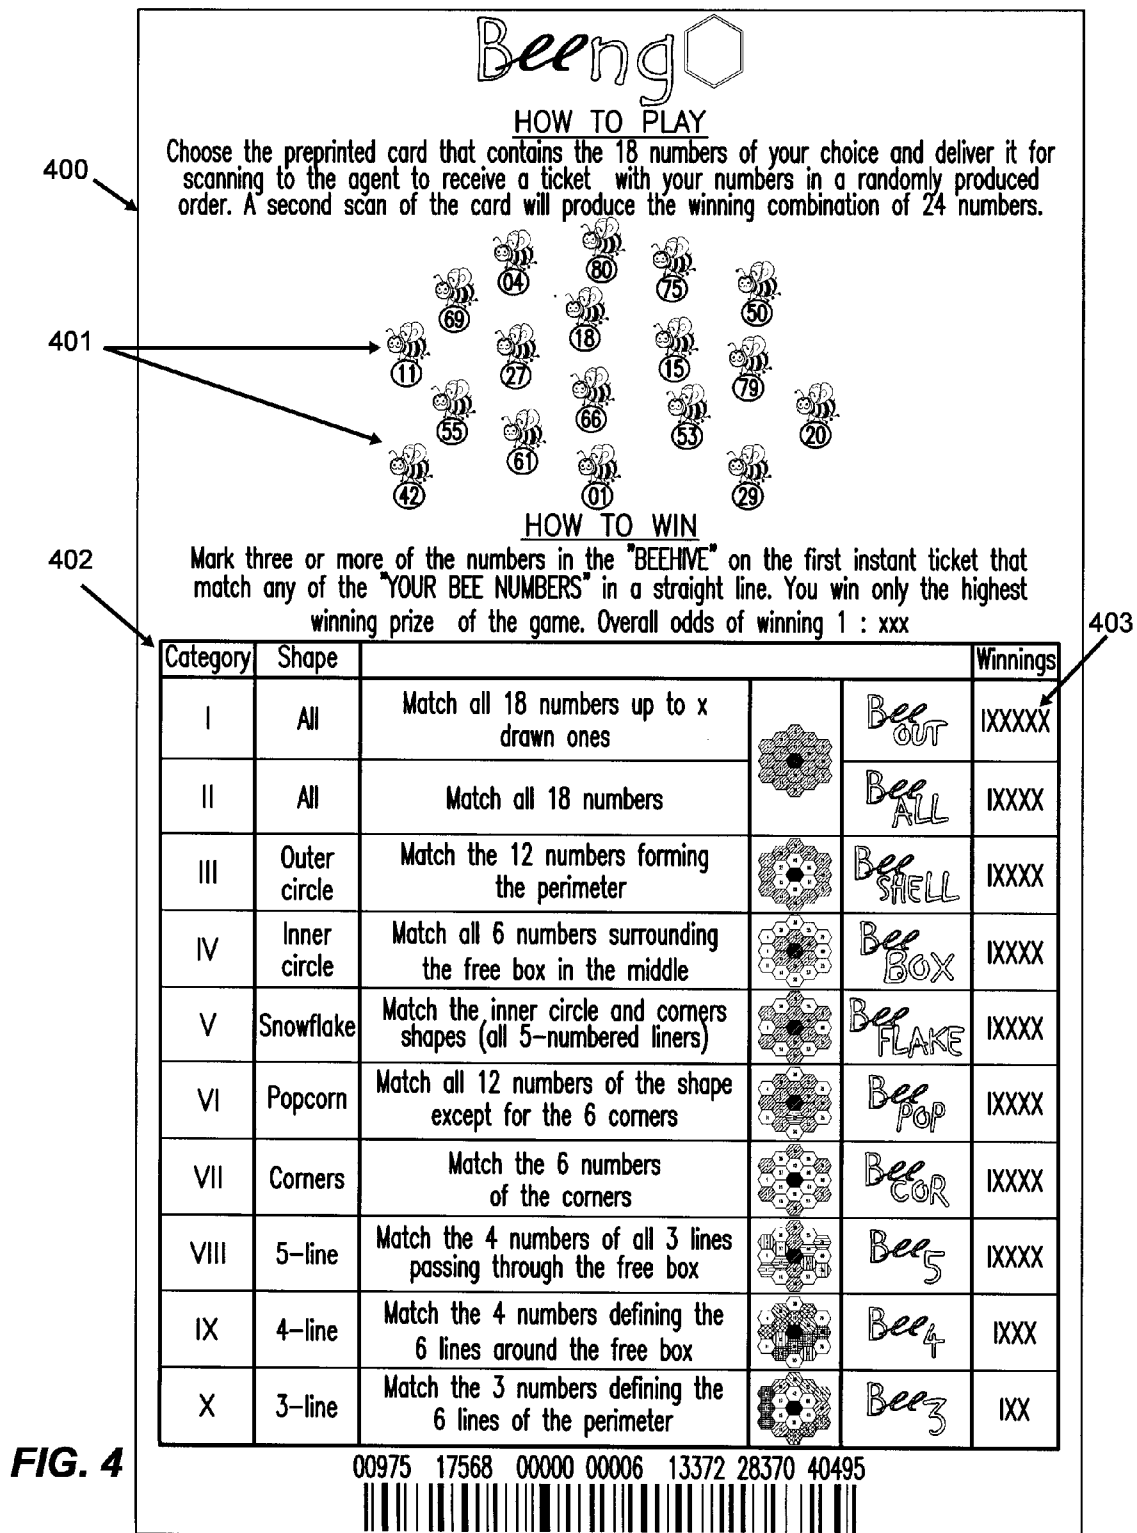 Beeng
HOW TO PLAY
Choose the preprinted card that contains the 18 numbers of your choice and deliver it for
scanning to the agent to receive a ticket with your numbers in a randomly produced
order. A second scan of the card will produce the winning combination of 24 numbers.
400
04 80 75
69 18 50
401
11 27 15 79
55 66 53 20
61
42 01 29
HOW TO WIN
402
Mark three or more of the numbers in the "BEEHIVE" on the first instant ticket that
match any of the "YOUR BEE NUMBERS" in a straight line. You win only the highest
winning prize of the game. Overall odds of winning 1 : xxx
403
Category Shape Winnings
I All Match all 18 numbers up to x
drawn ones Bee OUT IXXXXX
II All Match all 18 numbers Bee ALL IXXXX
III Outer
circle Match the 12 numbers forming
the perimeter Bee SHELL IXXXX
IV Inner
circle Match all 6 numbers surrounding
the free box in the middle Bee BOX IXXXX
V Snowflake Match the inner circle and corners
shapes (all 5-numbered liners) Bee FLAKE IXXXX
VI Popcorn Match all 12 numbers of the shape
except for the 6 corners Bee POP IXXXX
VII Corners Match the 6 numbers
of the corners Bee COR IXXXX
VIII 5-line Match the 4 numbers of all 3 lines
passing through the free box Bee 5 IXXXX
IX 4-line Match the 4 numbers defining the
6 lines around the free box Bee 4 IXXX
X 3-line Match the 3 numbers defining the
6 lines of the perimeter Bee 3 IXX
FIG. 4
00975 17568 00000 00006 13372 28370 40495